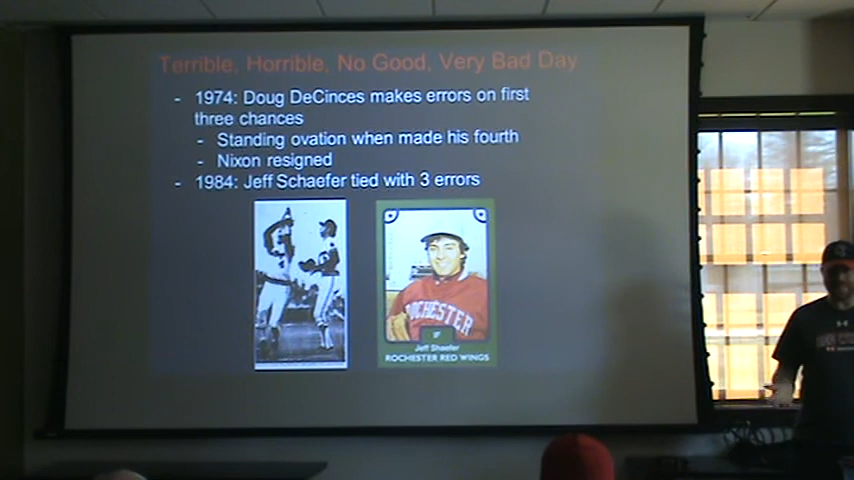 Terrible, Horrible, No Good, Very Bad Day
- 1974: Doug DeCinces makes errors on first
three chances
- Standing ovation when made his fourth
- Nixon resigned
- 1984: Jeff Schaefer tied with 3 errors
ROCHESTER
Jeff Shaefer
ROCHESTER RED WINGS